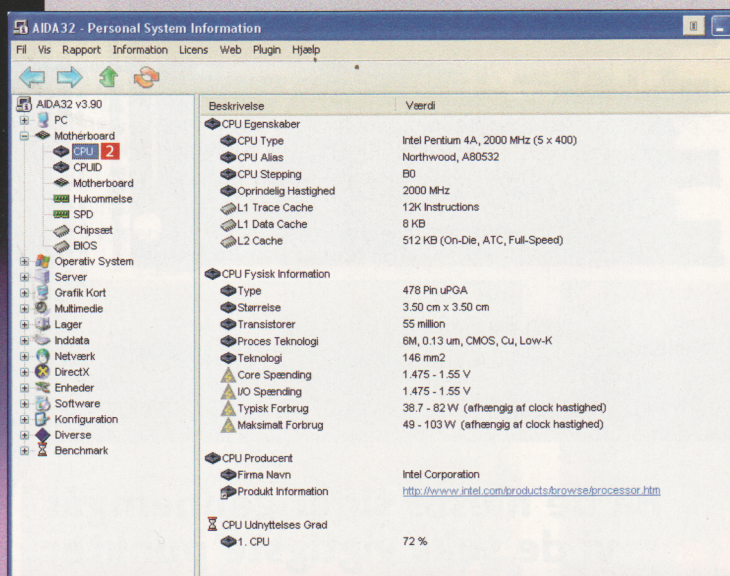 AIDA32 - Personal System Information
Fil Vis Rapport Information Licens Web Plugin Hjælp
AIDA32 v3.90
PC
Motherboard
CPU 2
CPUID
Motherboard
Hukommelse
SPD
Chipsæt
BIOS
Operativ System
Server
Grafik Kort
Multimedie
Lager
Inddata
Netværk
DirectX
Enheder
Software
Konfiguration
Diverse
Benchmark
Beskrivelse Værdi
CPU Egenskaber
CPU Type Intel Pentium 4A, 2000 MHz (5 x 400)
CPU Alias Northwood, A80532
CPU Stepping B0
Oprindelig Hastighed 2000 MHz
L1 Trace Cache 12K Instructions
L1 Data Cache 8 KB
L2 Cache 512 KB (On-Die, ATC, Full-Speed)
CPU Fysisk Information
Type 478 Pin uPGA
Størrelse 3.50 cm x 3.50 cm
Transistorer 55 million
Proces Teknologi 6M, 0.13 um, CMOS, Cu, Low-K
Teknologi 146 mm2
Core Spænding 1.475 - 1.55 V
I/O Spænding 1.475 - 1.55 V
Typisk Forbrug 38.7 - 82 W (afhængig af clock hastighed)
Maksimalt Forbrug 49 - 103 W (afhængig af clock hastighed)
CPU Producent
Firma Navn Intel Corporation
Produkt Information http://www.intel.com/products/browse/processor.htm
CPU Udnyttelses Grad
1. CPU 72 %